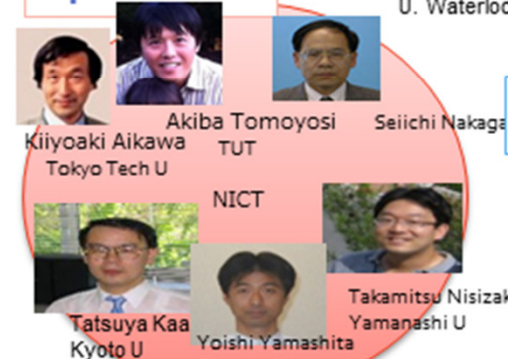 U. Waterloo
Akiba Tomoyosi
Seiichi Nakaga
Kiiyoaki Aikawa
TUT
Tokyo Tech U
NICT
Takamitsu Nisizak
Tatsuya Kaa
Yamanashi U
Yoishi Yamashita
Kyoto U